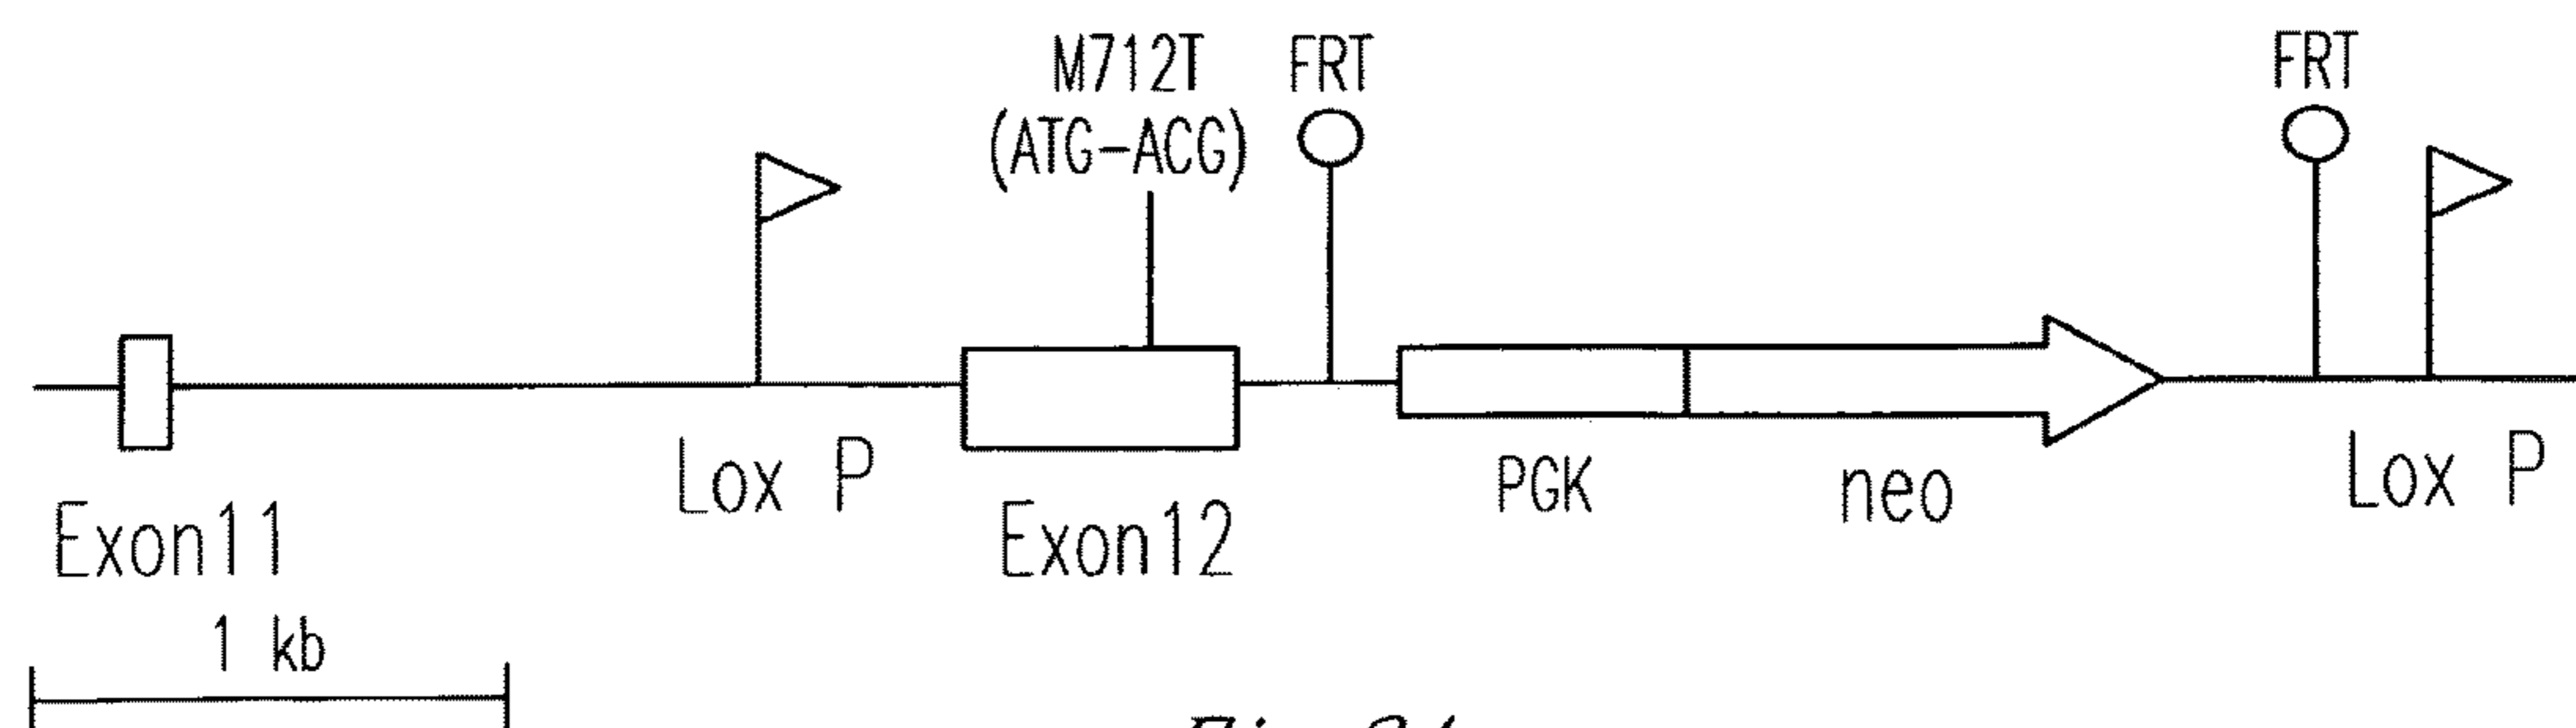 M712T
(ATG-ACG)
FRT
FRT
Lox P
Exon11
Exon12
PGK
neo
Lox P
1 kb